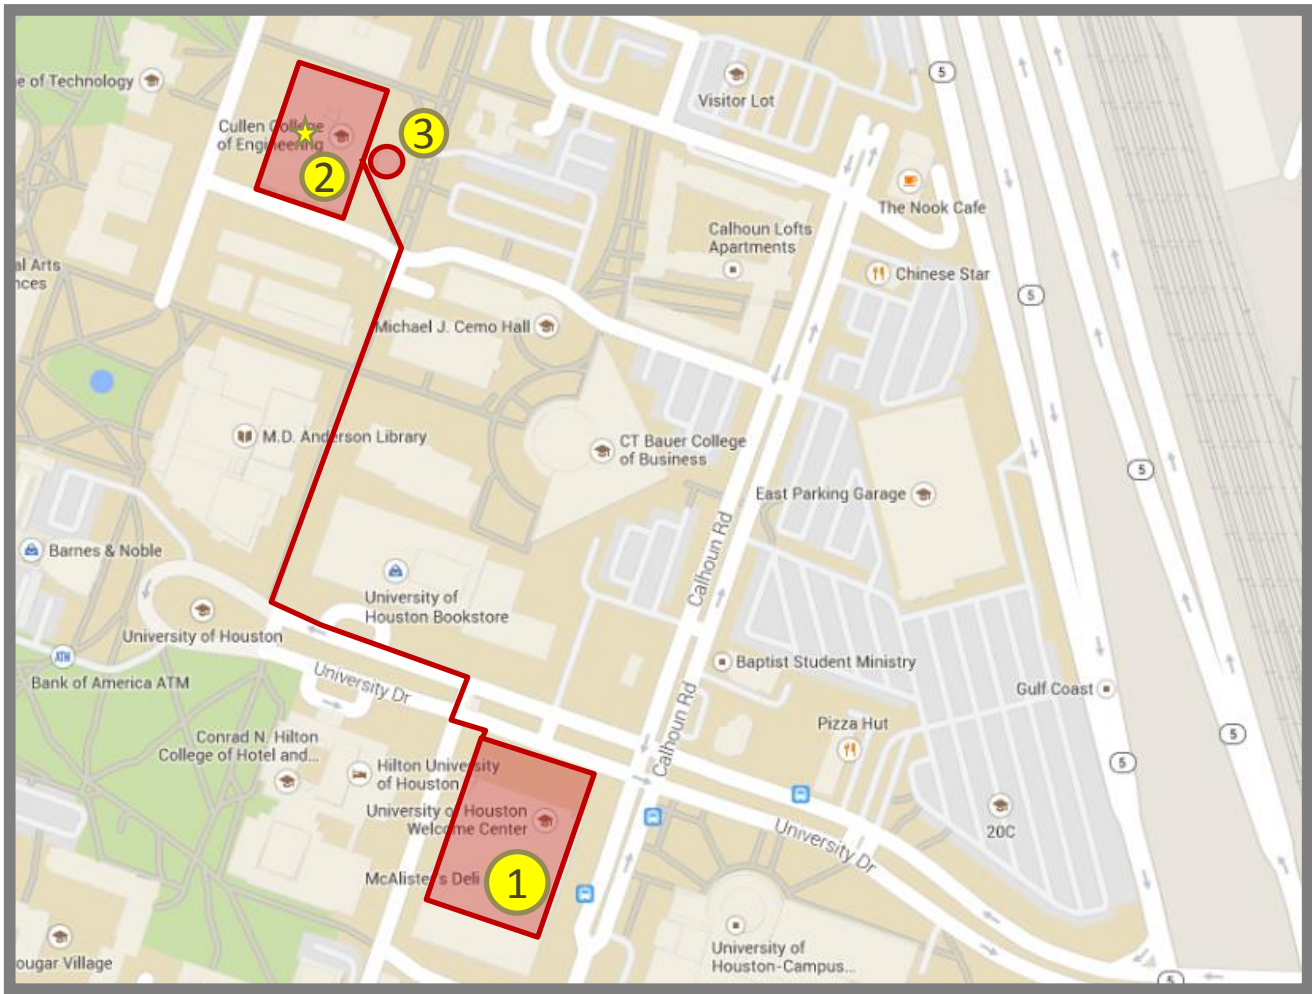 5
e of Technology
Visitor Lot
3
Cullen College
of Engineering
2
The Nook Cafe
Calhoun Lofts
Apartments
al Arts
nces
Chinese Star
5
Michael J. Cemo Hall
M.D. Anderson Library
CT Bauer College
of Business
5
East Parking Garage
Calhoun Rd
Barnes & Noble
University of
Houston Bookstore
University of Houston
ATM
Bank of America ATM
Baptist Student Ministry
University Dr
Gulf Coast
Calhoun Rd
Pizza Hut
5
Conrad N. Hilton
College of Hotel and...
5
Hilton University
of Houston
University of Houston
Welcome Center
20C
University Dr
McAlister's Deli
1
University of
Houston-Campus...
ougar Village
5